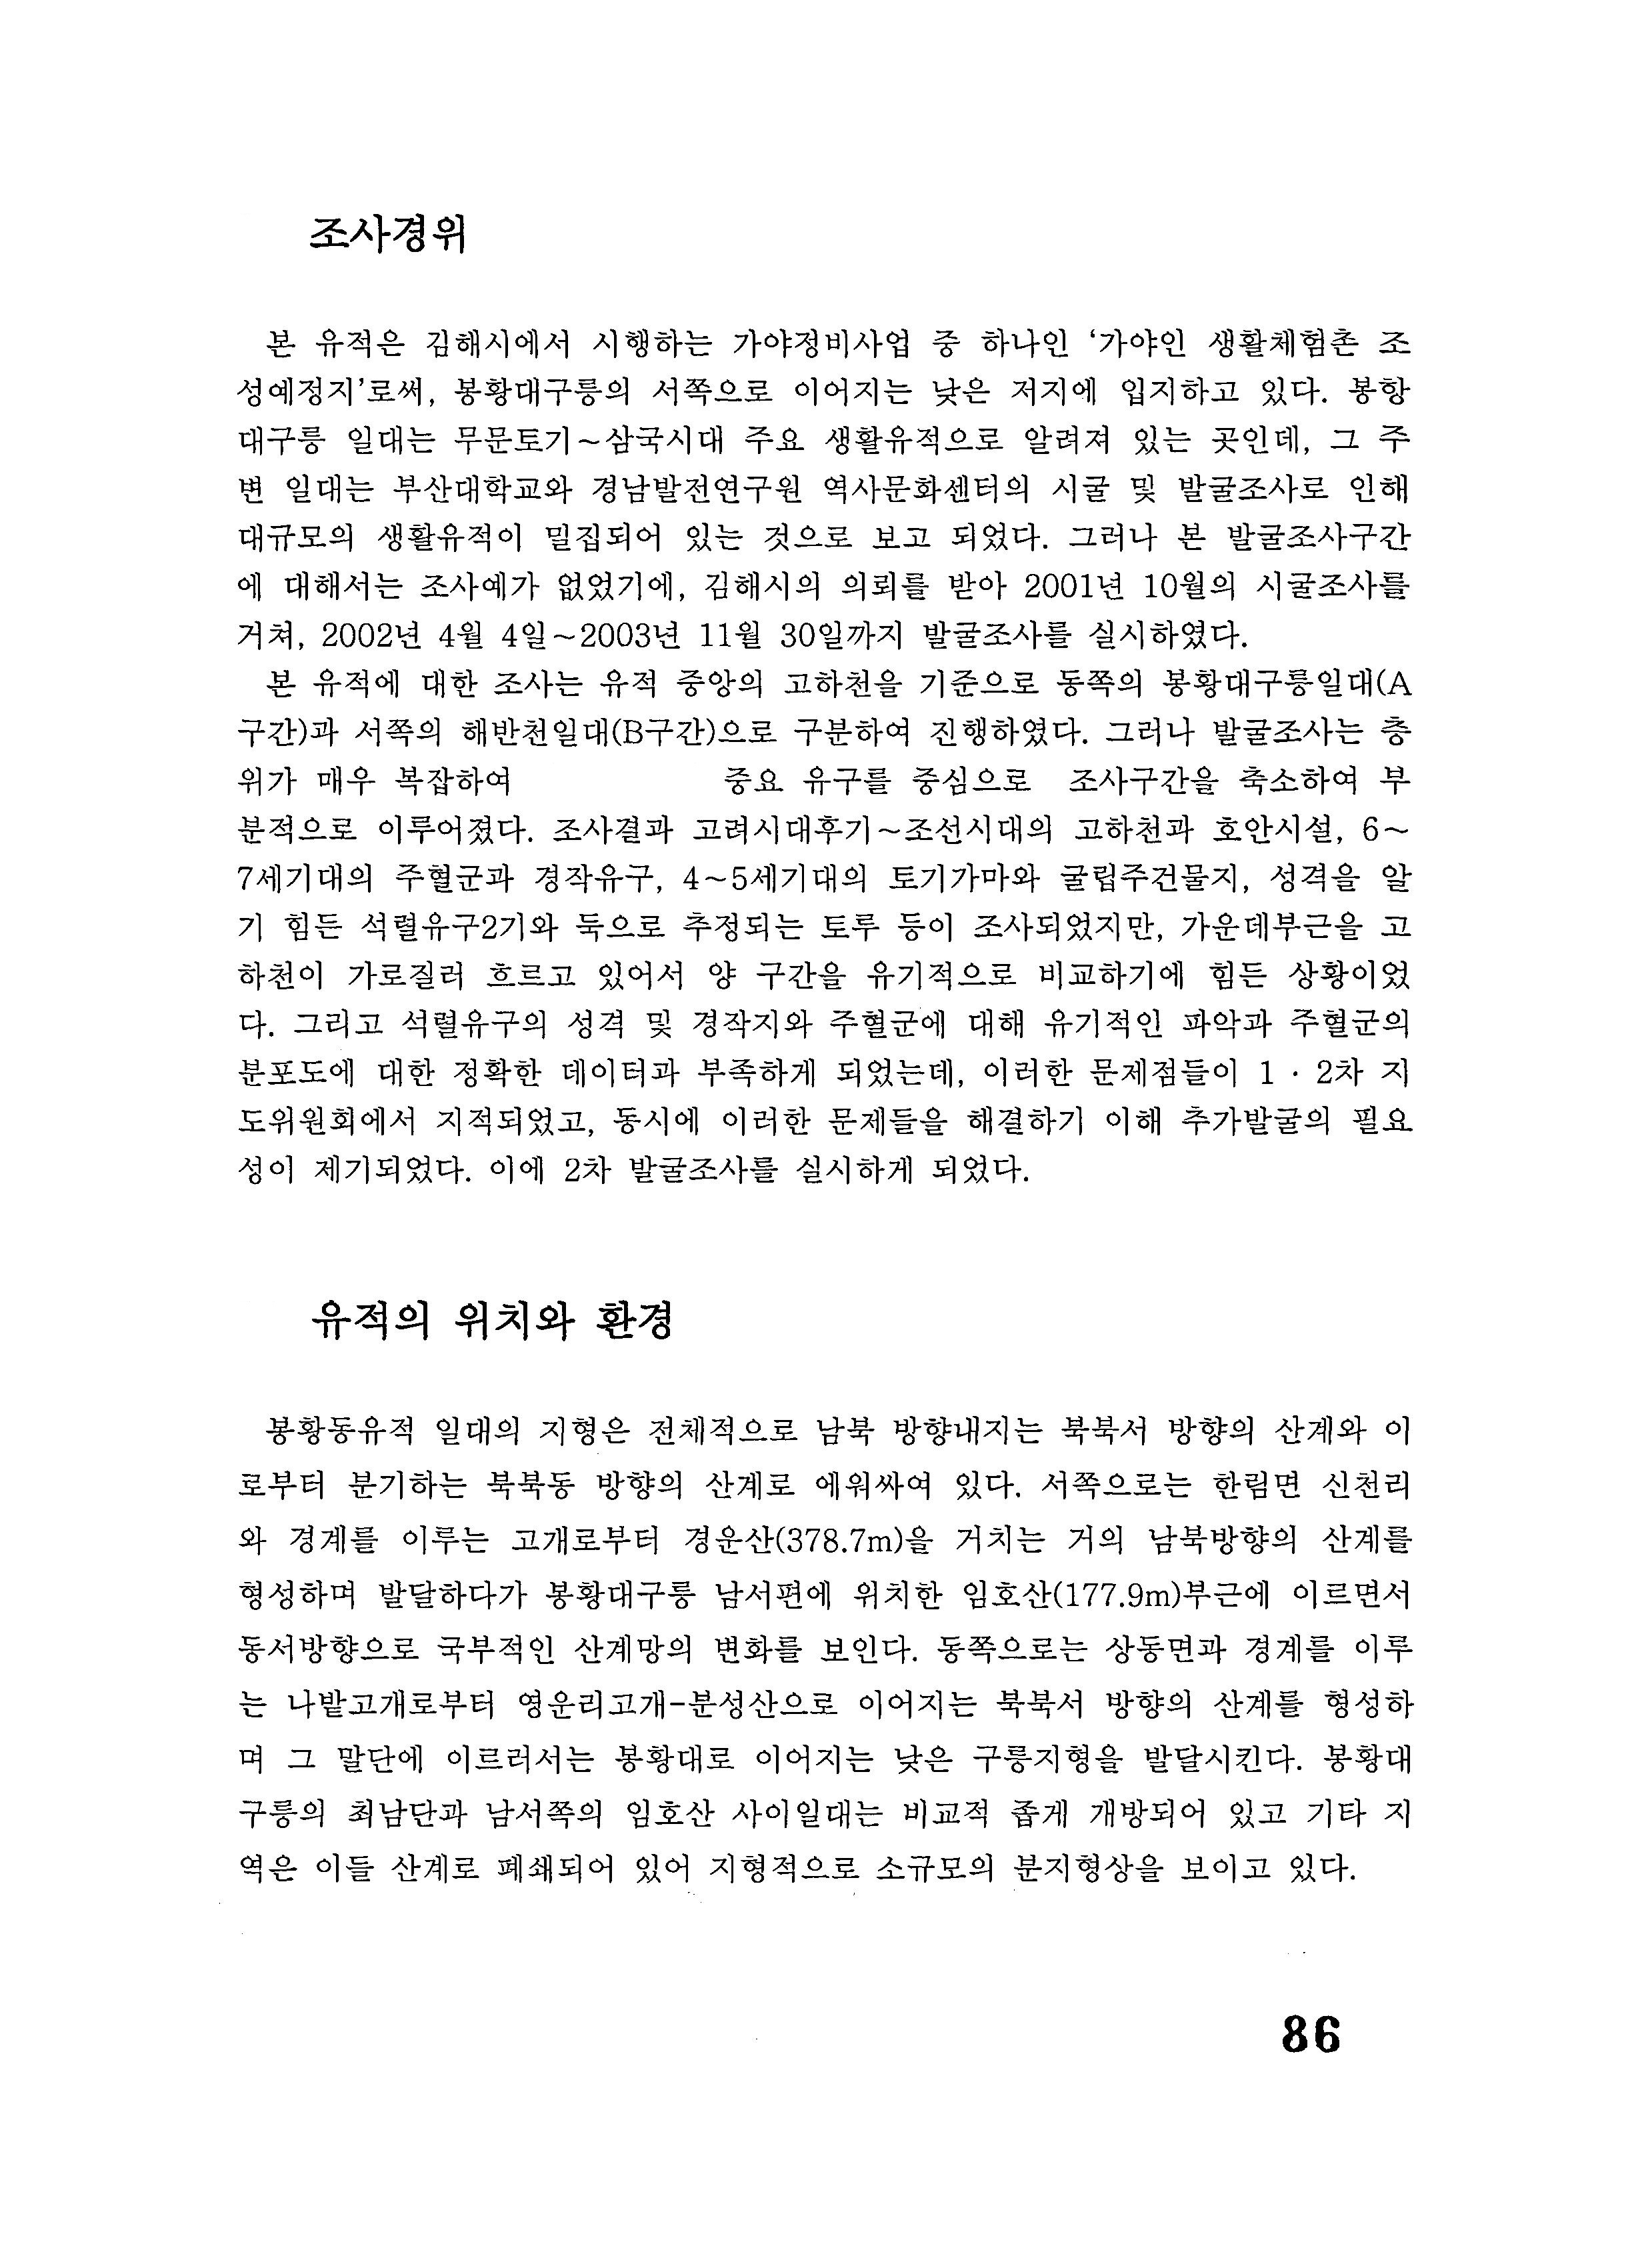 조사경위
본 유적은 김해시에서 시행하는 가야정비사업 중 하나인 ‘가야인 생활체험촌 조
성예정지’로써, 봉황대구릉의 서쪽으로 이어지는 낮은 저지에 입지하고 있다. 봉항
대구릉 일대는 무문토기~삼국시대 주요 생활유적으로 알려져 있는 곳인데, 그 주
변 일대는 부산대학교와 경남발전연구원 역사문화센터의 시굴 및 발굴조사로 인해
대규모의 생활유적이 밀집되어 있는 것으로 보고 되었다. 그러나 본 발굴조사구간
에 대해서는 조사예가 없었기에, 김해시의 의뢰를 받아 2001년 10월의 시굴조사를
거쳐, 2002년 4월 4일~2003년 11월 30일까지 발굴조사를 실시하였다.
본 유적에 대한 조사는 유적 중앙의 고하천을 기준으로 동쪽의 봉황대구릉일대(A
구간)과 서쪽의 해반천일대(B구간)으로 구분하여 진행하였다. 그러나 발굴조사는 층
위가 매우 복잡하여 중요 유구를 중심으로 조사구간을 축소하여 부
분적으로 이루어졌다. 조사결과 고려시대후기~조선시대의 고하천과 호안시설, 6~
7세기대의 주혈군과 경작유구, 4~5세기대의 토기가마와 굴립주건물지, 성격을 알
기 힘든 석렬유구2기와 둑으로 추정되는 토루 등이 조사되었지만, 가운데부근을 고
하천이 가로질러 흐르고 있어서 양 구간을 유기적으로 비교하기에 힘든 상황이었
다. 그리고 석렬유구의 성격 및 경작지와 주혈군에 대해 유기적인 파악과 주혈군의
분포도에 대한 정확한 데이터과 부족하게 되었는데, 이러한 문제점들이 1 · 2차 지
도위원회에서 지적되었고, 동시에 이러한 문제들을 해결하기 이해 추가발굴의 필요
성이 제기되었다. 이에 2차 발굴조사를 실시하게 되었다.
유적의 위치와 환경
봉황동유적 일대의 지형은 전체적으로 남북 방향내지는 북북서 방향의 산계와 이
로부터 분기하는 북북동 방향의 산계로 에워싸여 있다. 서쪽으로는 한림면 신천리
와 경계를 이루는 고개로부터 경운산(378.7m)을 거치는 거의 남북방향의 산계를
형성하며 발달하다가 봉황대구릉 남서편에 위치한 임호산(177.9m)부근에 이르면서
동서방향으로 국부적인 산계망의 변화를 보인다. 동쪽으로는 상동면과 경계를 이루
는 나밭고개로부터 영운리고개-분성산으로 이어지는 북북서 방향의 산계를 형성하
며 그 말단에 이르러서는 봉황대로 이어지는 낮은 구릉지형을 발달시킨다. 봉황대
구릉의 최남단과 남서쪽의 임호산 사이일대는 비교적 좁게 개방되어 있고 기타 지
역은 이들 산계로 폐쇄되어 있어 지형적으로 소규모의 분지형상을 보이고 있다.
86